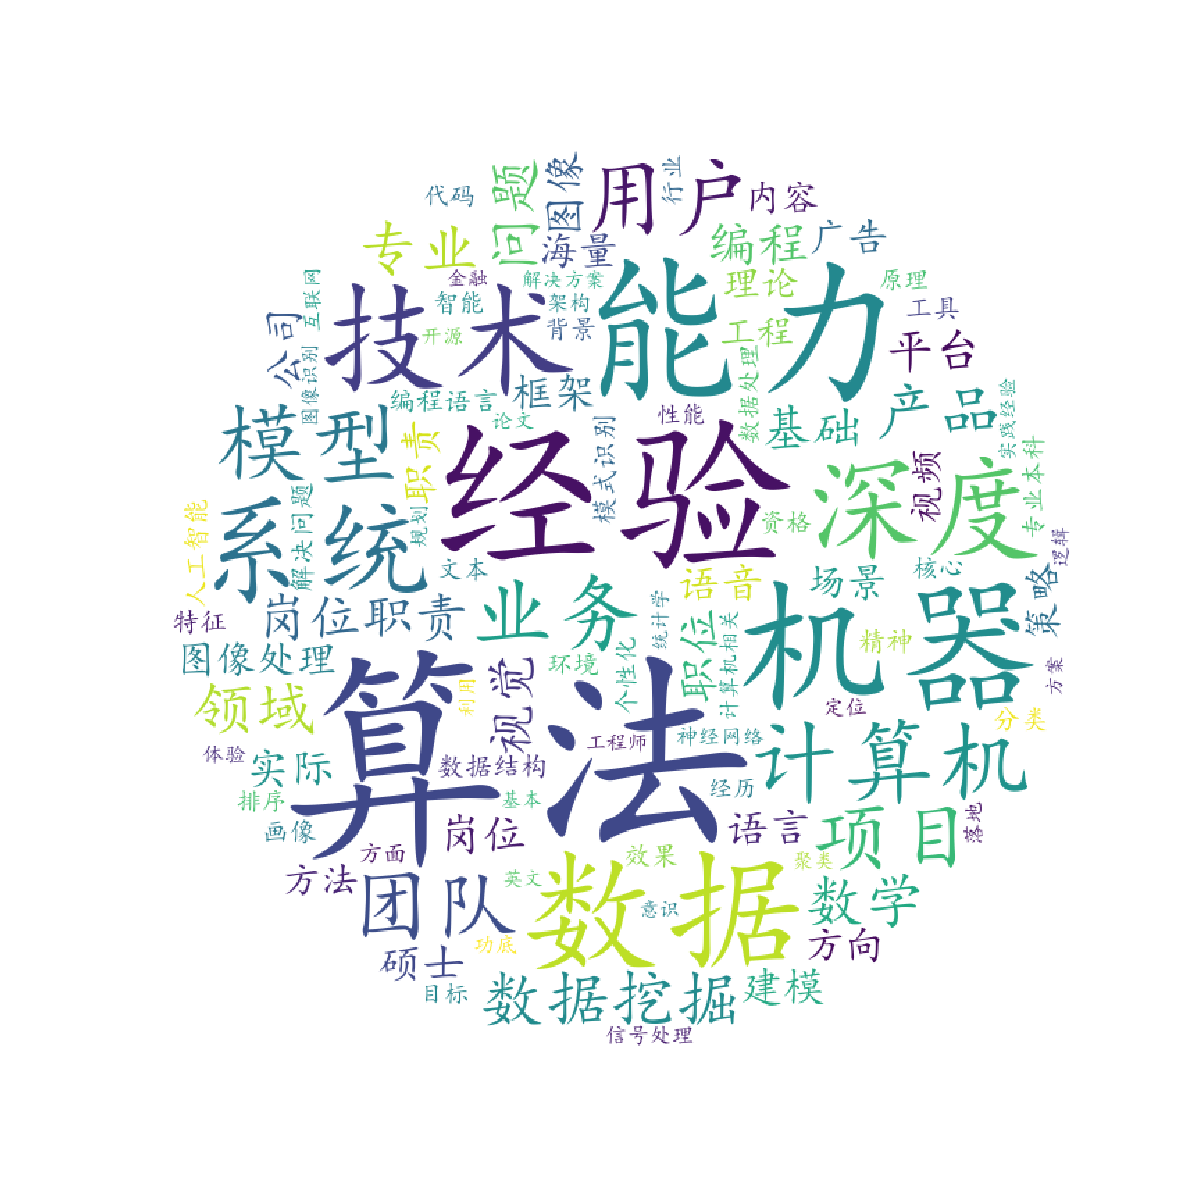 代码
问题
图像
用户
行业
内容
专业
海量
编程
广告
互联网
金融
解决方案
理论
原理
公司
技术
智能
架构
能力
工具
图像识别
开源
背景
工程
平台
数据处理
编程语言
框架
性能
基础
产品
实践经验
模型
职责
论文
模式识别
经验
深度
视频
专业本科
人工智能
系统
解决问题
规划
文本
资格
语音
场景
核心
策略
逻辑
特征
岗位职责
业务
统计学
机器
精神
图像处理
视觉
环境
个性化
职位
计算机相关
方案
领域
算法
利用
定位
分类
体验
实际
数据结构
工程师
神经网络
计算机
排序
基本
经历
画像
岗位
语言
项目
落地
方法
方面
效果
聚类
团队
英文
数据
数学
意识
硕士
功底
方向
目标
数据挖掘
建模
信号处理